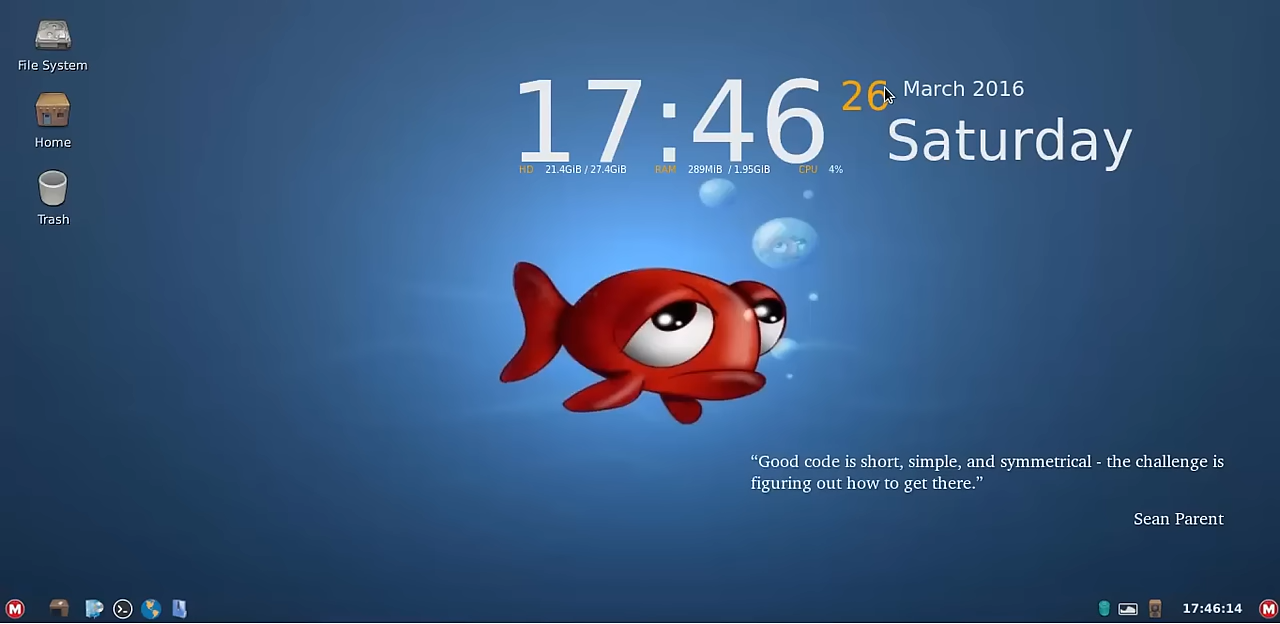 File System
Home
Trash
17:46
26
March 2016
Saturday
HD 21.4GiB / 27.4GiB RAM 289MiB / 1.95GiB CPU 4%
“Good code is short, simple, and symmetrical - the challenge is
figuring out how to get there.”
Sean Parent
M
17:46:14
M